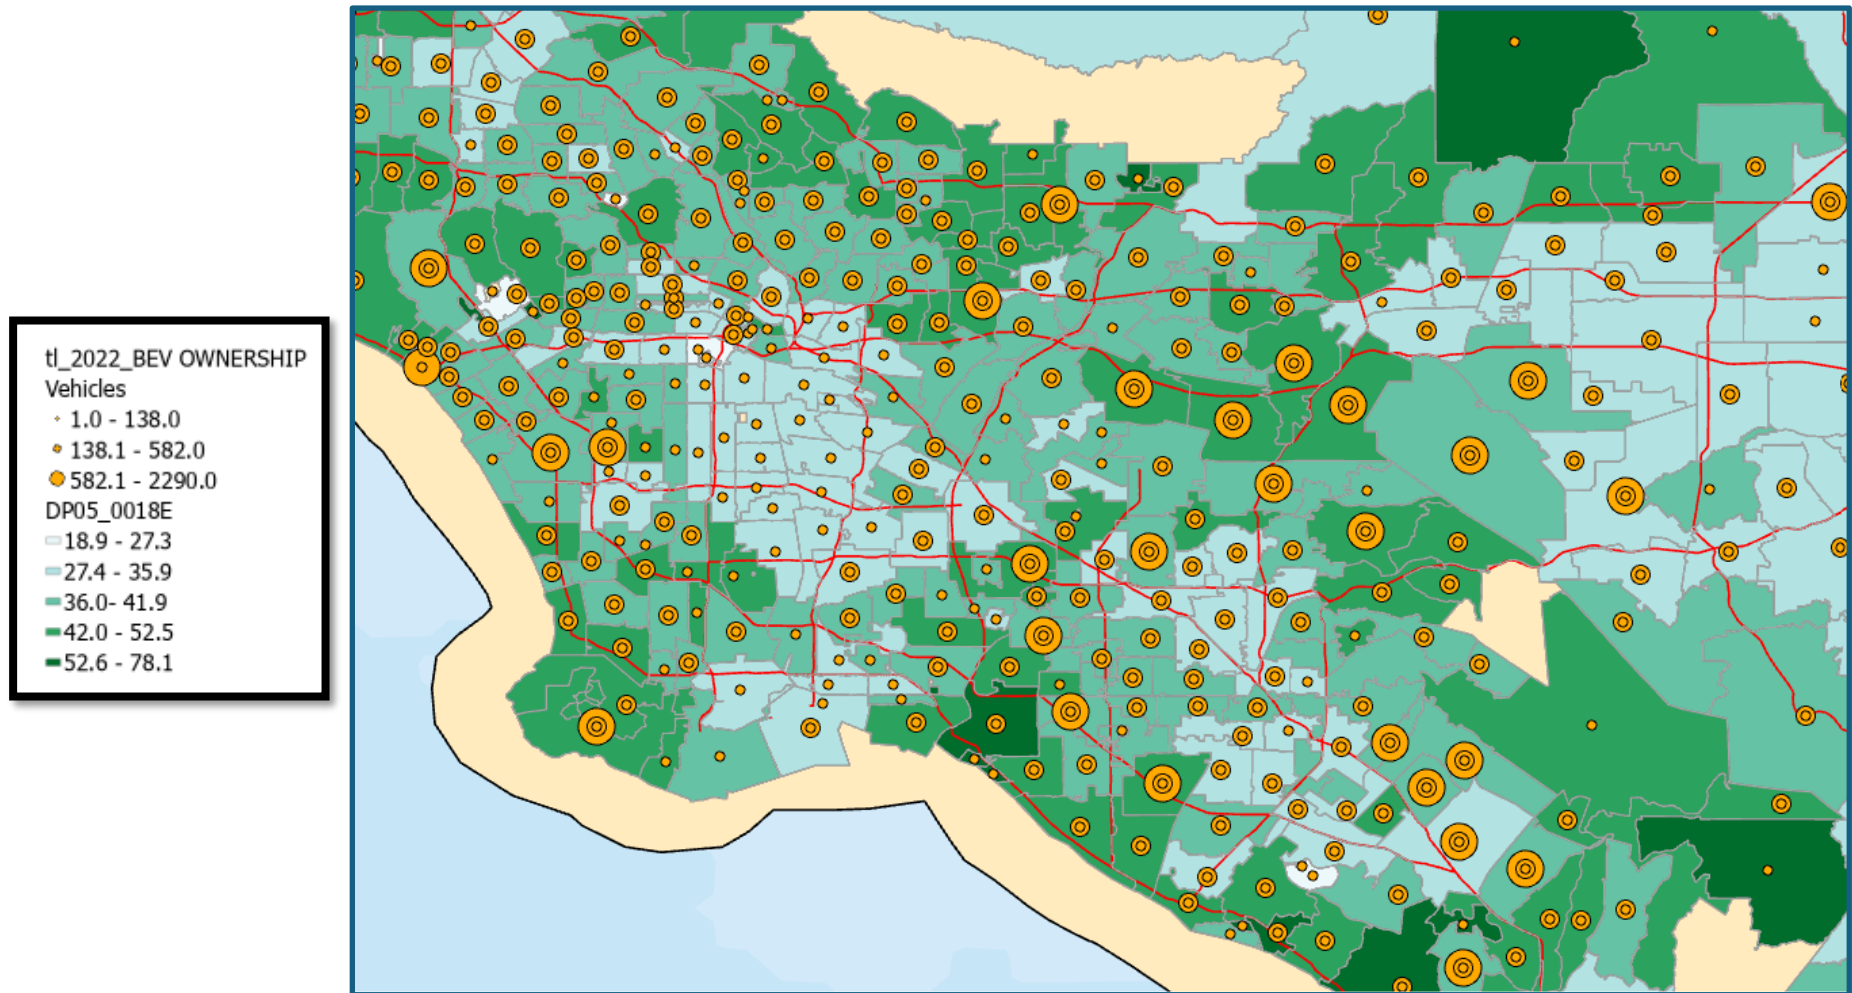 tl_2022_BEV OWNERSHIP
Vehicles
1.0 - 138.0
138.1 - 582.0
582.1 - 2290.0
DP05_0018E
18.9 - 27.3
27.4 - 35.9
36.0- 41.9
42.0 - 52.5
52.6 - 78.1